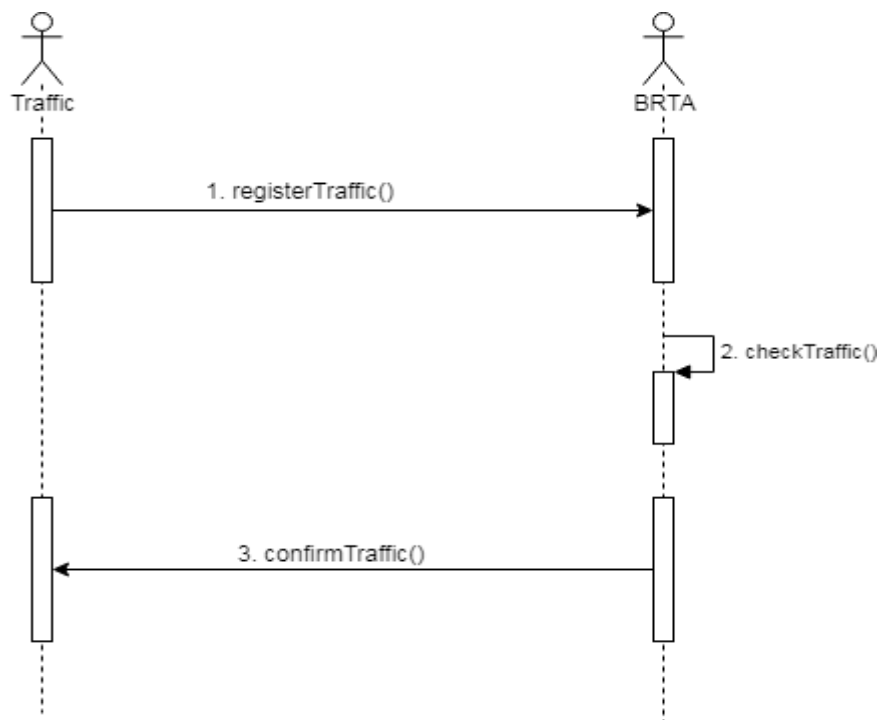 Traffic
BRTA
1. registerTraffic()
2. checkTraffic()
3. confirmTraffic()